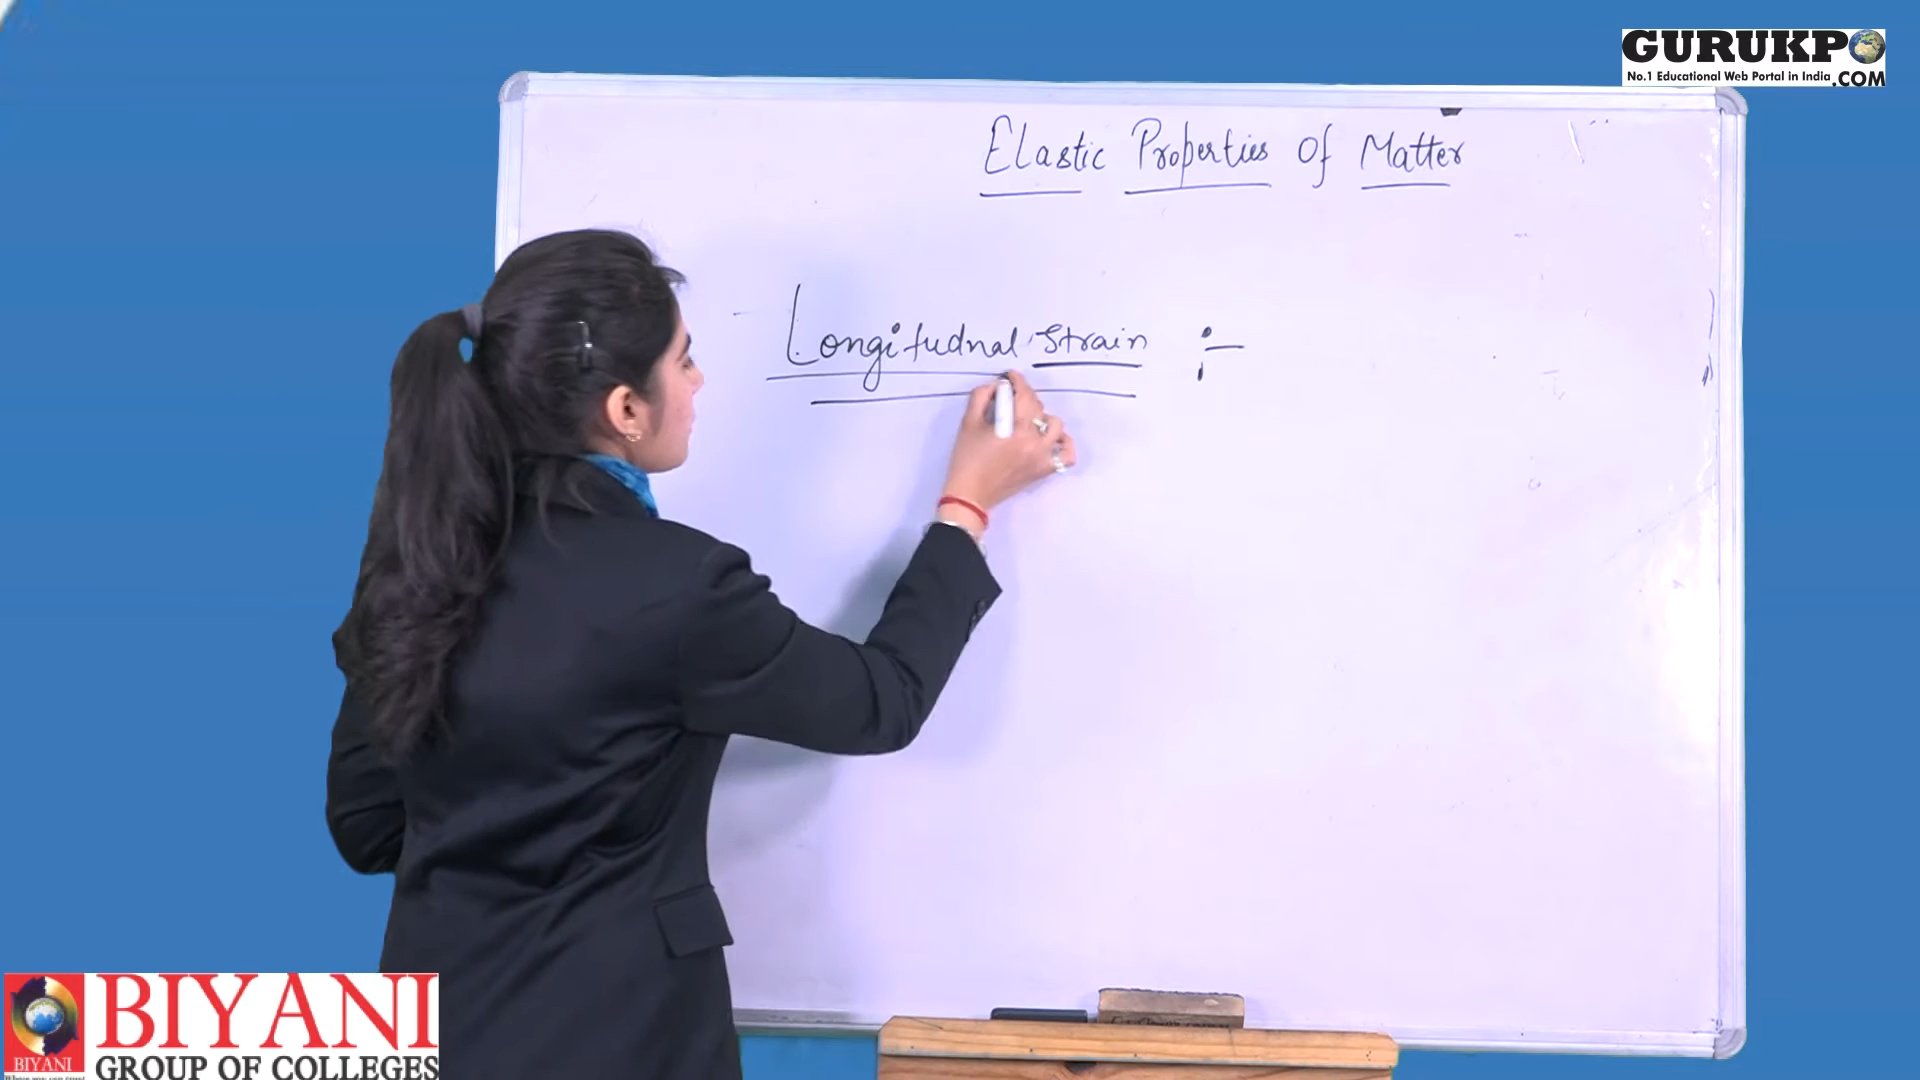 GURUKPO
No.1 Educational Web Portal in India .COM
Elastic Properties Of Matter
Longitudnal Strain :-
BIYANI
GROUP OF COLLEGES
BIYANI